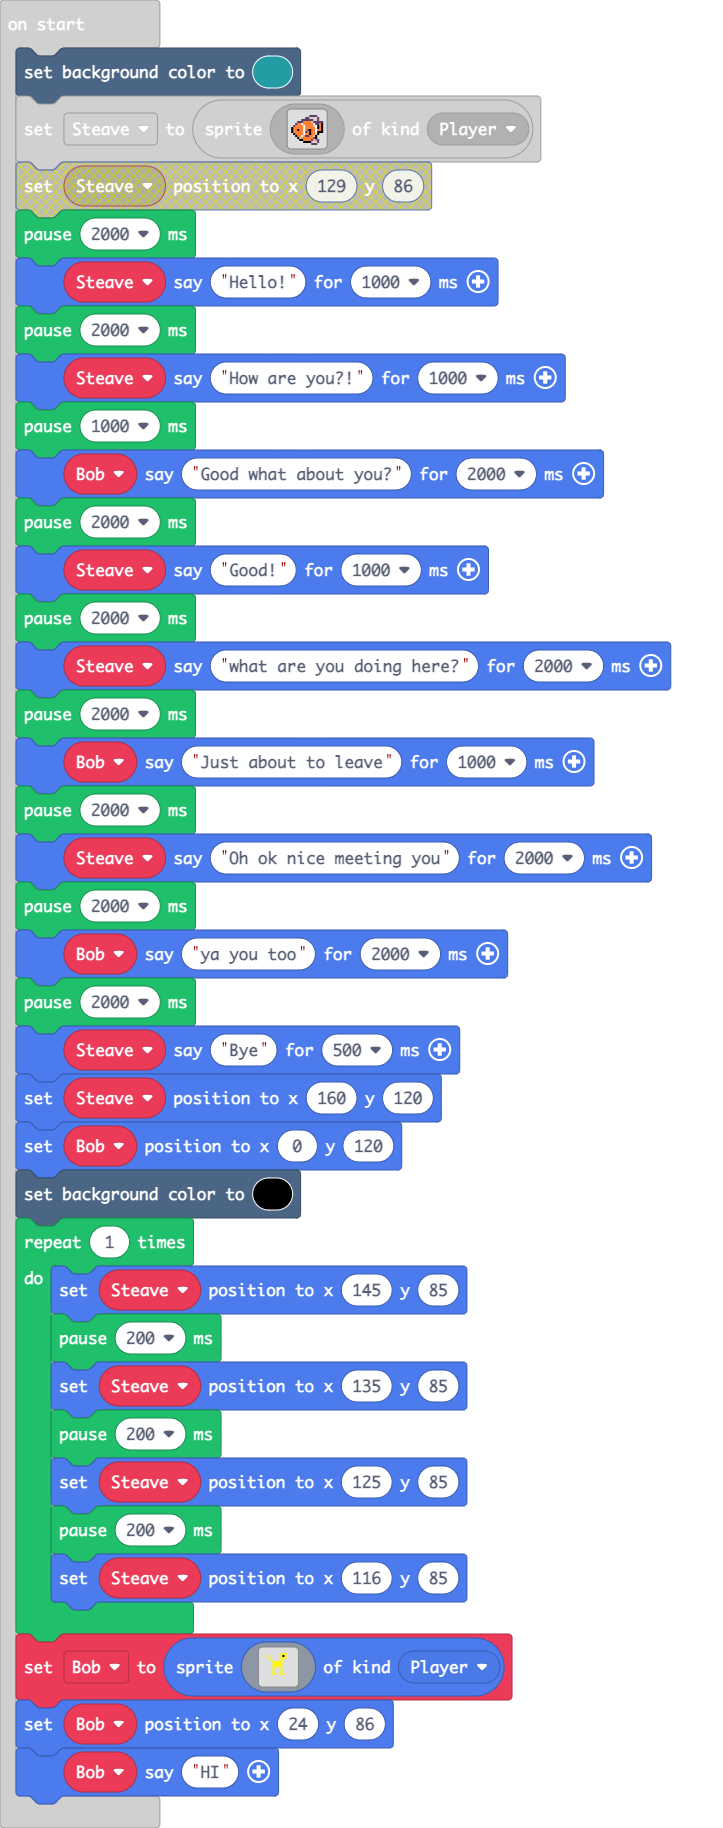 on start
set background color to
set Steave to sprite of kind Player
set Steave position to x 129 y 86
pause 2000 ms
Steave say "Hello!" for 1000 ms
pause 2000 ms
Steave say "How are you?!" for 1000 ms
pause 1000 ms
Bob say "Good what about you?" for 2000 ms
pause 2000 ms
Steave say "Good!" for 1000 ms
pause 2000 ms
Steave say "what are you doing here?" for 2000 ms
pause 2000 ms
Bob say "Just about to leave" for 1000 ms
pause 2000 ms
Steave say "Oh ok nice meeting you" for 2000 ms
pause 2000 ms
Bob say "ya you too" for 2000 ms
pause 2000 ms
Steave say "Bye" for 500 ms
set Steave position to x 160 y 120
set Bob position to x 0 y 120
set background color to
repeat 1 times
do set Steave position to x 145 y 85
pause 200 ms
set Steave position to x 135 y 85
pause 200 ms
set Steave position to x 125 y 85
pause 200 ms
set Steave position to x 116 y 85
set Bob to sprite of kind Player
set Bob position to x 24 y 86
Bob say "HI"